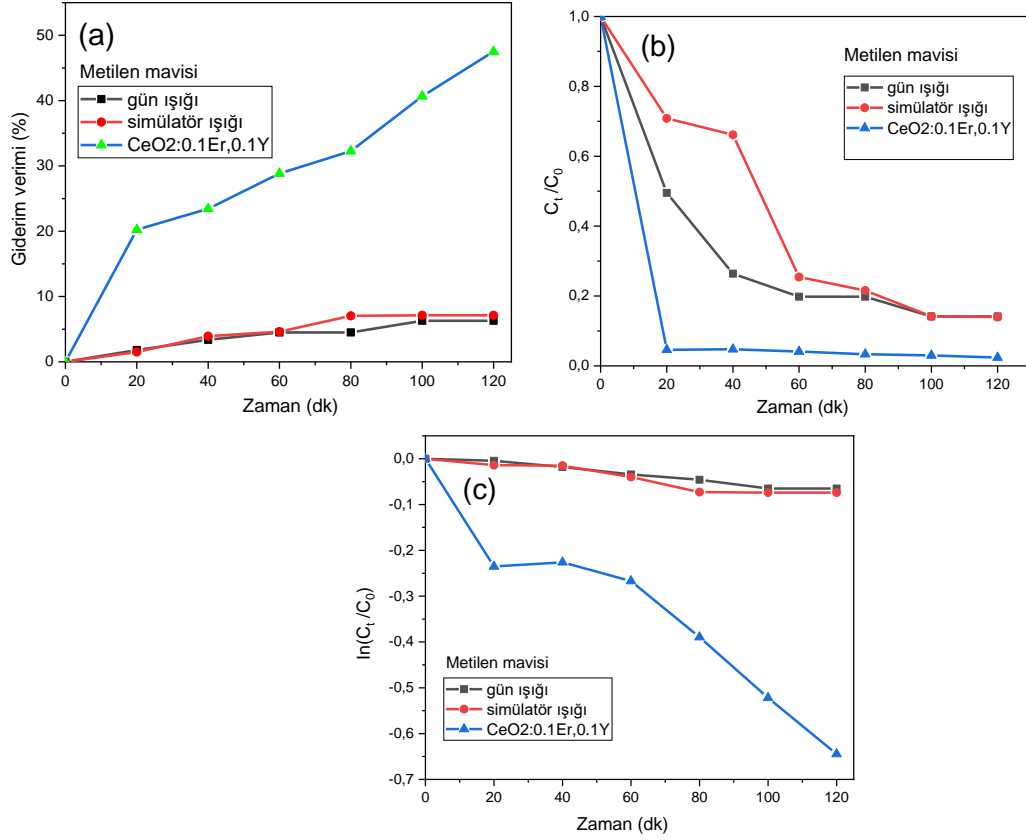 (a)
Metilen mavisi
gün ışığı
simülatör ışığı
CeO2:0.1Er,0.1Y
Giderim verimi (%)
50
40
30
20
10
0
0 20 40 60 80 100 120
Zaman (dk)
(b)
Metilen mavisi
gün ışığı
simülatör ışığı
CeO2:0.1Er,0.1Y
Ct /C0
1,0
0,8
0,6
0,4
0,2
0,0
0 20 40 60 80 100 120
Zaman (dk)
(c)
Metilen mavisi
gün ışığı
simülatör ışığı
CeO2:0.1Er,0.1Y
ln(Ct /C0)
0,0
-0,1
-0,2
-0,3
-0,4
-0,5
-0,6
-0,7
0 20 40 60 80 100 120
Zaman (dk)